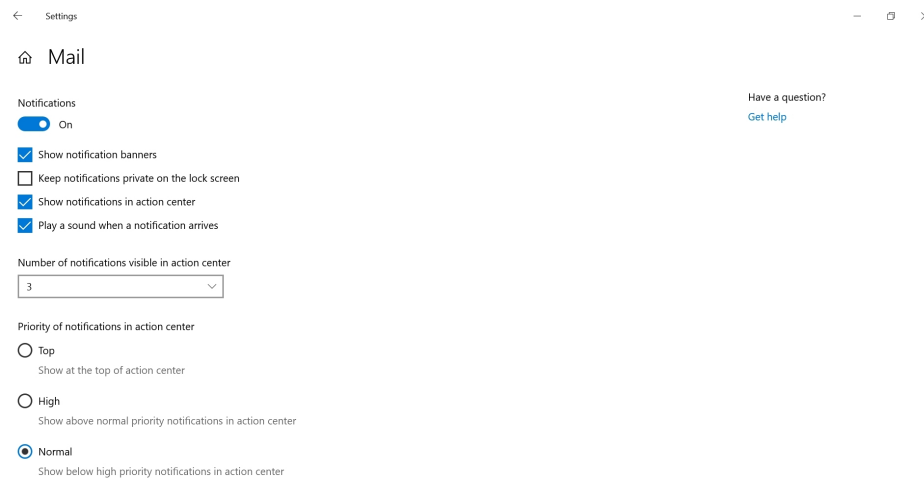 Settings
Mail
Notifications
On
Show notification banners
Keep notifications private on the lock screen
Show notifications in action center
Play a sound when a notification arrives
Number of notifications visible in action center
3
Priority of notifications in action center
Top
Show at the top of action center
High
Show above normal priority notifications in action center
Normal
Show below high priority notifications in action center
Have a question?
Get help